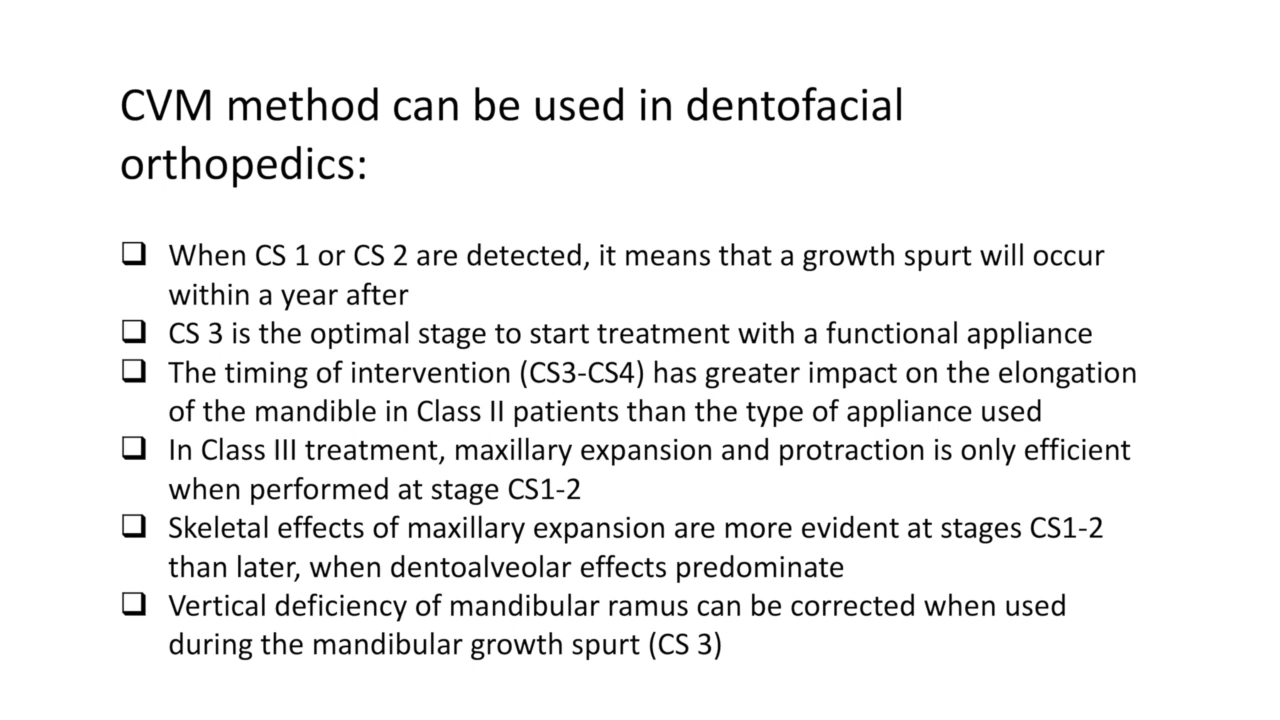 CVM method can be used in dentofacial
orthopedics:
❑ When CS 1 or CS 2 are detected, it means that a growth spurt will occur
within a year after
❑ CS 3 is the optimal stage to start treatment with a functional appliance
❑ The timing of intervention (CS3-CS4) has greater impact on the elongation
of the mandible in Class II patients than the type of appliance used
❑ In Class III treatment, maxillary expansion and protraction is only efficient
when performed at stage CS1-2
❑ Skeletal effects of maxillary expansion are more evident at stages CS1-2
than later, when dentoalveolar effects predominate
❑ Vertical deficiency of mandibular ramus can be corrected when used
during the mandibular growth spurt (CS 3)